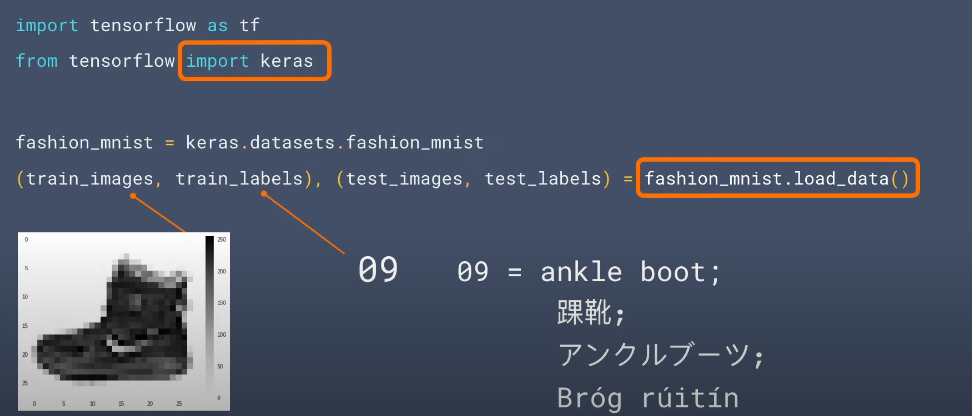 import tensorflow as tf
from tensorflow import keras
fashion_mnist = keras.datasets.fashion_mnist
(train_images, train_labels), (test_images, test_labels) = fashion_mnist.load_data()
09
09 = ankle boot;
踝靴;
アンクルブーツ;
Bróg rúitín
0
5
10
15
20
25
0 5 10 15 20 25
250
200
150
100
50
0